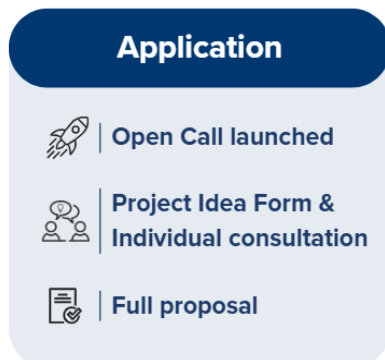 Application
Open Call launched
Project Idea Form &
Individual consultation
Full proposal